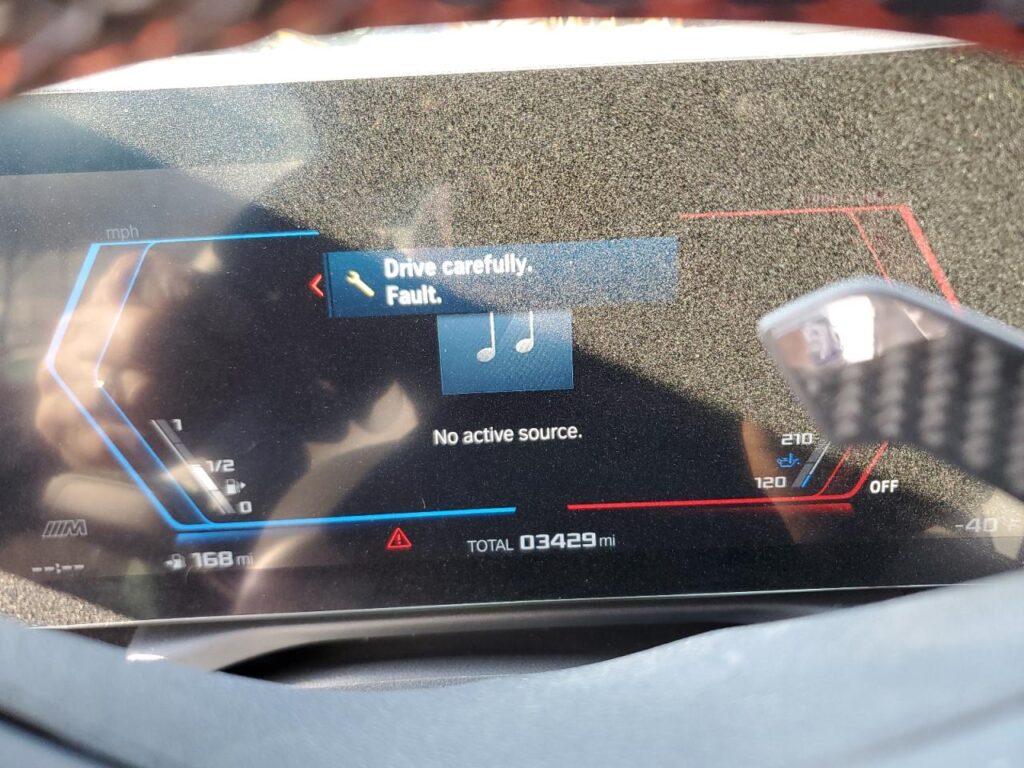 mph
Drive carefully.
Fault.
No active source.
1
1/2
0
210
120
OFF
M
-40
--:--
168 mi
TOTAL 03429 mi